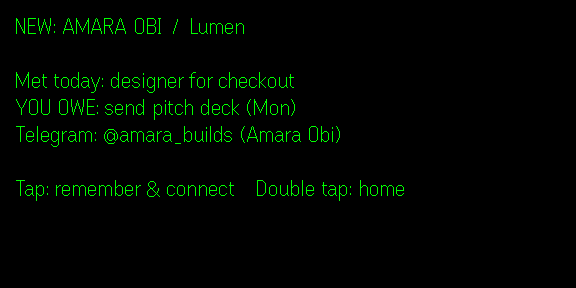 NEW: AMARA OBI / Lumen
Met today: designer for checkout
YOU OWE: send pitch deck (Mon)
Telegram: @amara_builds (Amara Obi)
Tap: remember & connect Double tap: home